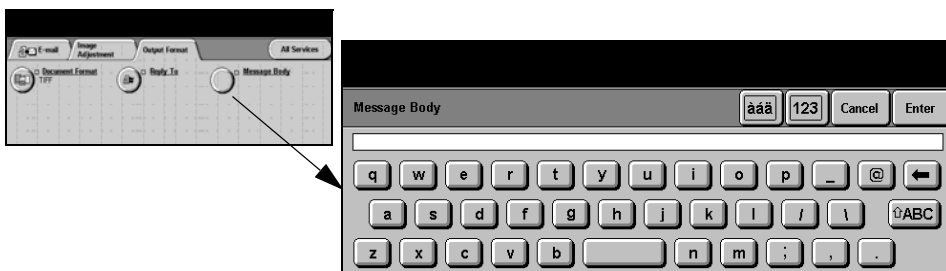 E-mail
Image Adjustment
Output Format
All Services
Document Format
TIFF
Reply To
Message Body
Message Body
àáä 123 Cancel Enter
q w e r t y u i o p _ @ ←
a s d f g h j k l / \ ⇧ABC
z x c v b n m ; , .